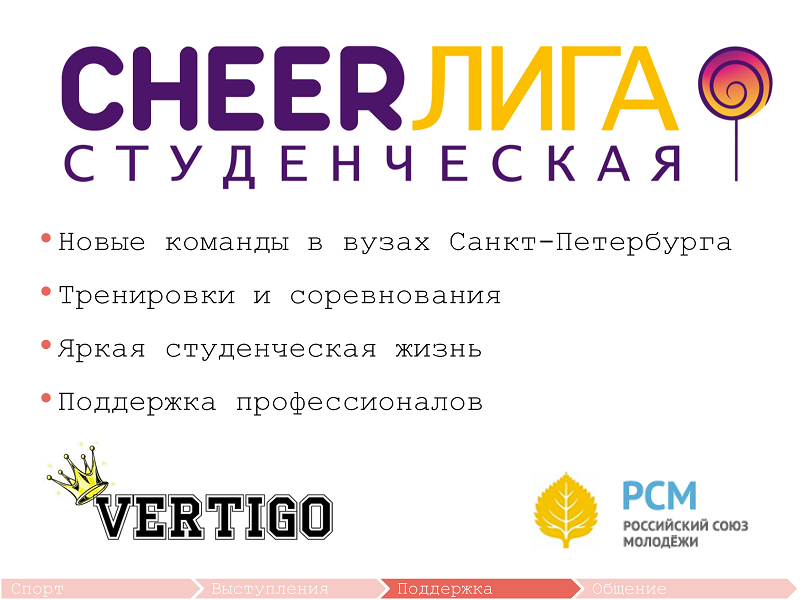 CHEERЛИГА
СТУДЕНЧЕСКАЯ
• Новые команды в вузах Санкт-Петербурга
• Тренировки и соревнования
• Яркая студенческая жизнь
• Поддержка профессионалов
VERTIGO
РСМ
РОССИЙСКИЙ СОЮЗ
МОЛОДЁЖИ
Спорт
Выступления
Поддержка
Общение